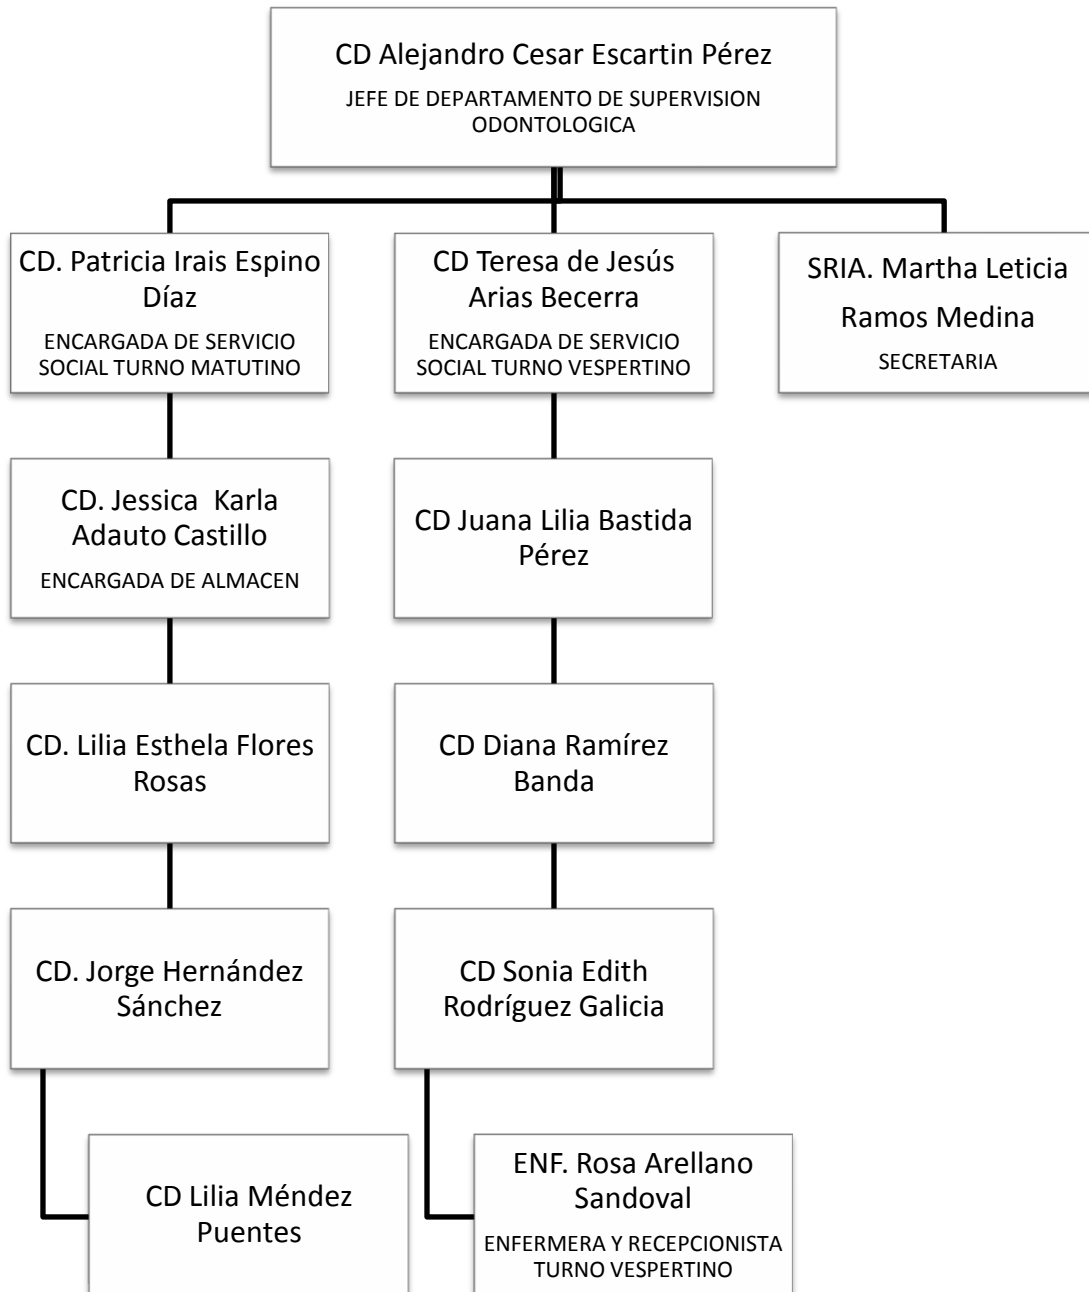 CD Alejandro Cesar Escartin Pérez
JEFE DE DEPARTAMENTO DE SUPERVISION
ODONTOLOGICA
CD. Patricia Irais Espino
Díaz
ENCARGADA DE SERVICIO
SOCIAL TURNO MATUTINO
CD Teresa de Jesús
Arias Becerra
ENCARGADA DE SERVICIO
SOCIAL TURNO VESPERTINO
SRIA. Martha Leticia
Ramos Medina
SECRETARIA
CD. Jessica  Karla
Adauto Castillo
ENCARGADA DE ALMACEN
CD Juana Lilia Bastida
Pérez
CD. Lilia Esthela Flores
Rosas
CD Diana Ramírez
Banda
CD. Jorge Hernández
Sánchez
CD Sonia Edith
Rodríguez Galicia
CD Lilia Méndez
Puentes
ENF. Rosa Arellano
Sandoval
ENFERMERA Y RECEPCIONISTA
TURNO VESPERTINO